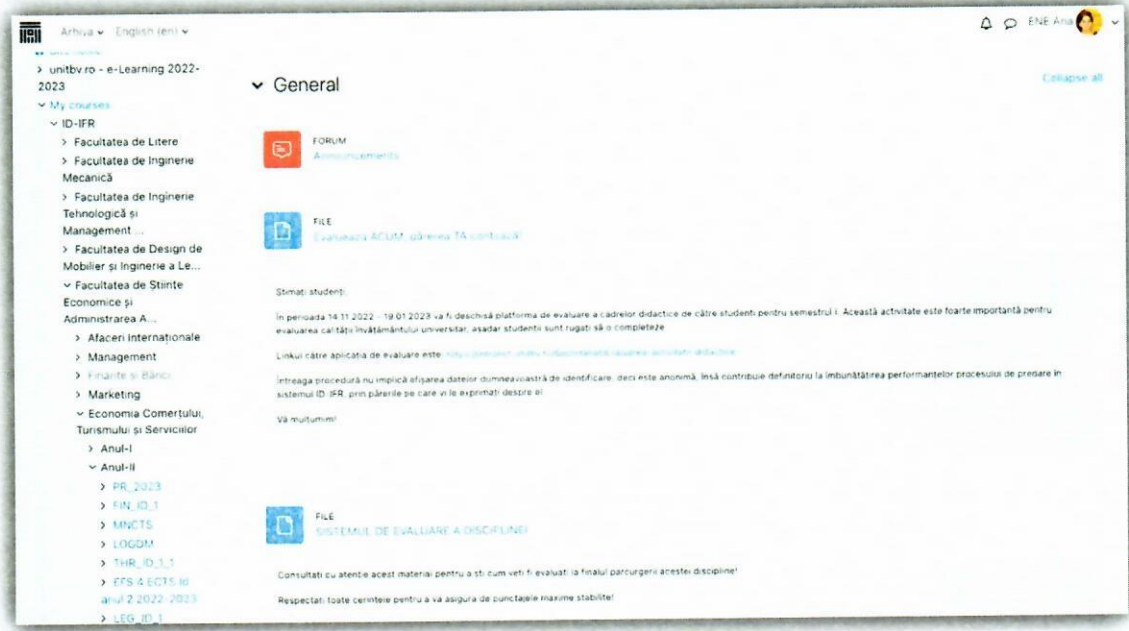 Arhiva
English (en)
ENE Ana
unitbv.ro - e-Learning 2022-
2023
My courses
ID-IFR
Facultatea de Litere
Facultatea de Inginerie
Mecanică
Facultatea de Inginerie
Tehnologică și
Management ...
Facultatea de Design de
Mobilier și Inginerie a Le...
Facultatea de Științe
Economice și
Administrarea A...
Afaceri Internaționale
Management
Finanțe și Bănci
Marketing
Economia Comerțului,
Turismului și Serviciilor
Anul-I
Anul-II
PR_2023
FIN_ID_1
MNCTS
LOGDM
THR_ID_1_1
EFS 4 ECTS Id
anul 2 2022-2023
LEG_ID_1
General
Collapse all
FORUM
Announcements
FILE
Evaluează ACUM, părerea TA contează!
Stimați studenți,
În perioada 14.11.2022 - 19.01.2023 va fi deschisă platforma de evaluare a cadrelor didactice de către studenți pentru semestrul I. Această activitate este foarte importantă pentru
evaluarea calității învățământului universitar, așadar studenții sunt rugați să o completeze.
Linkul către aplicația de evaluare este:
Întreaga procedură nu implică afișarea datelor dumneavoastră de identificare, deci este anonimă, însă contribuie definitoriu la îmbunătățirea performanțelor procesului de predare în
sistemul ID-IFR, prin părerile pe care vi le exprimați despre el.
Vă mulțumim!
FILE
SISTEMUL DE EVALUARE A DISCIPLINEI
Consultați cu atenție acest material pentru a ști cum veți fi evaluați la finalul parcurgerii acestei discipline!
Respectați toate cerințele pentru a vă asigura de punctajele maxime stabilite!